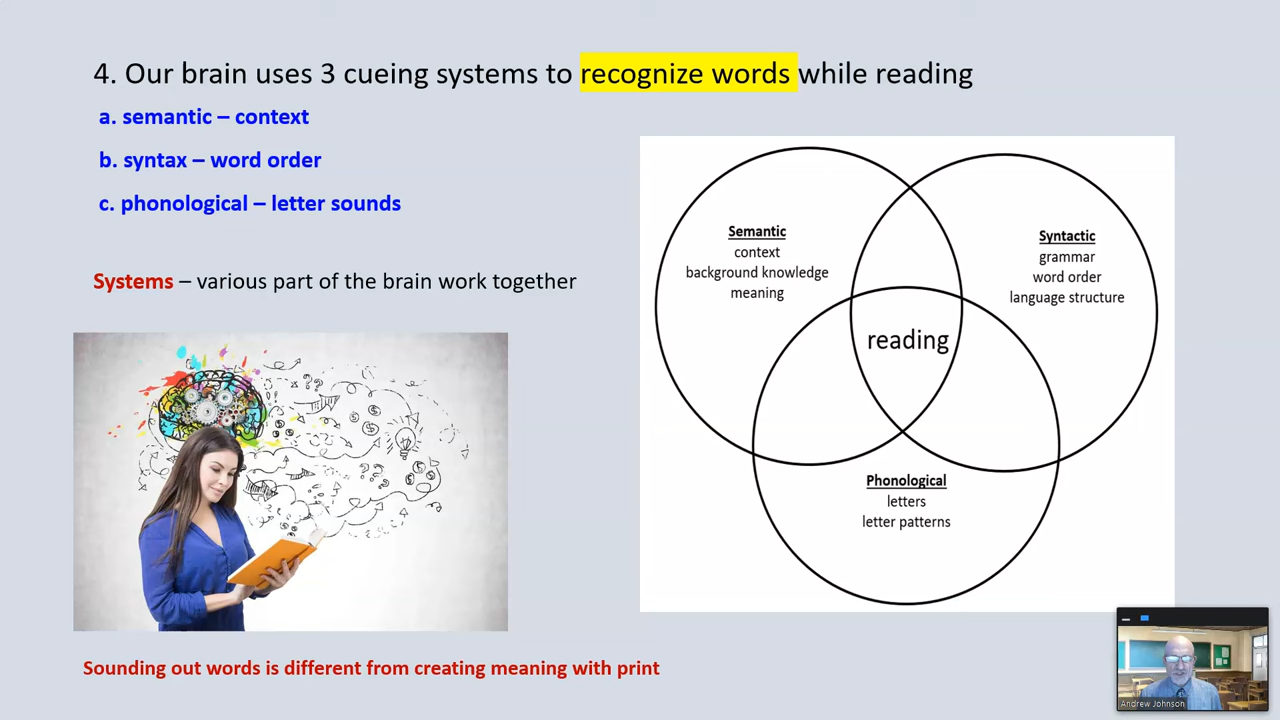 4. Our brain uses 3 cueing systems to recognize words while reading
a. semantic – context
b. syntax – word order
c. phonological – letter sounds
Systems – various part of the brain work together
Semantic
context
background knowledge
meaning
Syntactic
grammar
word order
language structure
reading
Phonological
letters
letter patterns
Sounding out words is different from creating meaning with print
Andrew Johnson